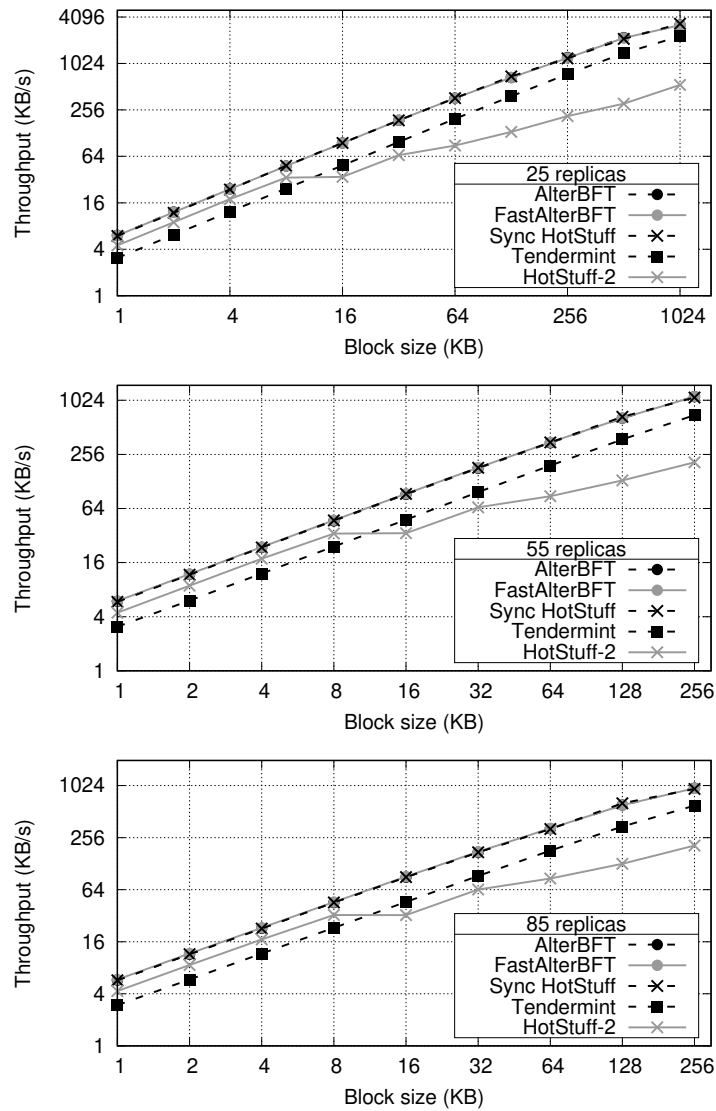 4096
1024
256
64
16
4
1
Throughput (KB/s)
25 replicas
AlterBFT
FastAlterBFT
Sync HotStuff
Tendermint
HotStuff-2
1 4 16 64 256 1024
Block size (KB)
1024
256
64
16
4
1
Throughput (KB/s)
55 replicas
AlterBFT
FastAlterBFT
Sync HotStuff
Tendermint
HotStuff-2
1 2 4 8 16 32 64 128 256
Block size (KB)
1024
256
64
16
4
1
Throughput (KB/s)
85 replicas
AlterBFT
FastAlterBFT
Sync HotStuff
Tendermint
HotStuff-2
1 2 4 8 16 32 64 128 256
Block size (KB)